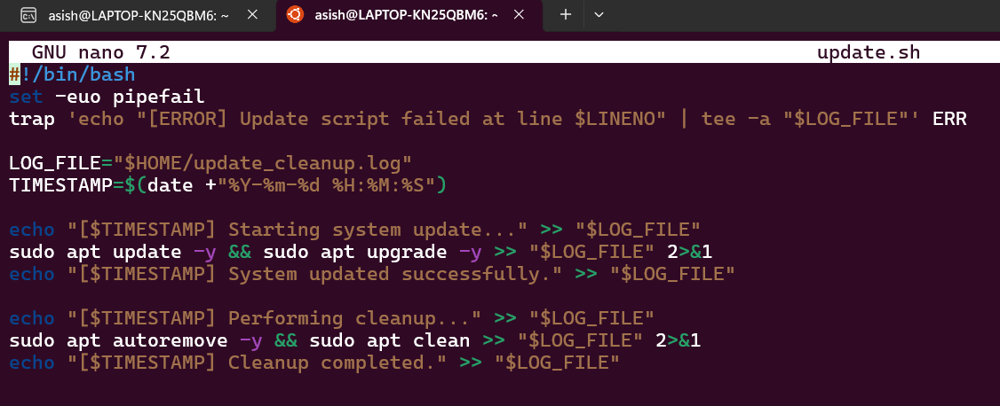 asish@LAPTOP-KN25QBM6: ~
asish@LAPTOP-KN25QBM6: ~
GNU nano 7.2 update.sh
#!/bin/bash
set -euo pipefail
trap 'echo "[ERROR] Update script failed at line $LINENO" | tee -a "$LOG_FILE"' ERR
LOG_FILE="$HOME/update_cleanup.log"
TIMESTAMP=$(date +"%Y-%m-%d %H:%M:%S")
echo "[$TIMESTAMP] Starting system update..." >> "$LOG_FILE"
sudo apt update -y && sudo apt upgrade -y >> "$LOG_FILE" 2>&1
echo "[$TIMESTAMP] System updated successfully." >> "$LOG_FILE"
echo "[$TIMESTAMP] Performing cleanup..." >> "$LOG_FILE"
sudo apt autoremove -y && sudo apt clean >> "$LOG_FILE" 2>&1
echo "[$TIMESTAMP] Cleanup completed." >> "$LOG_FILE"